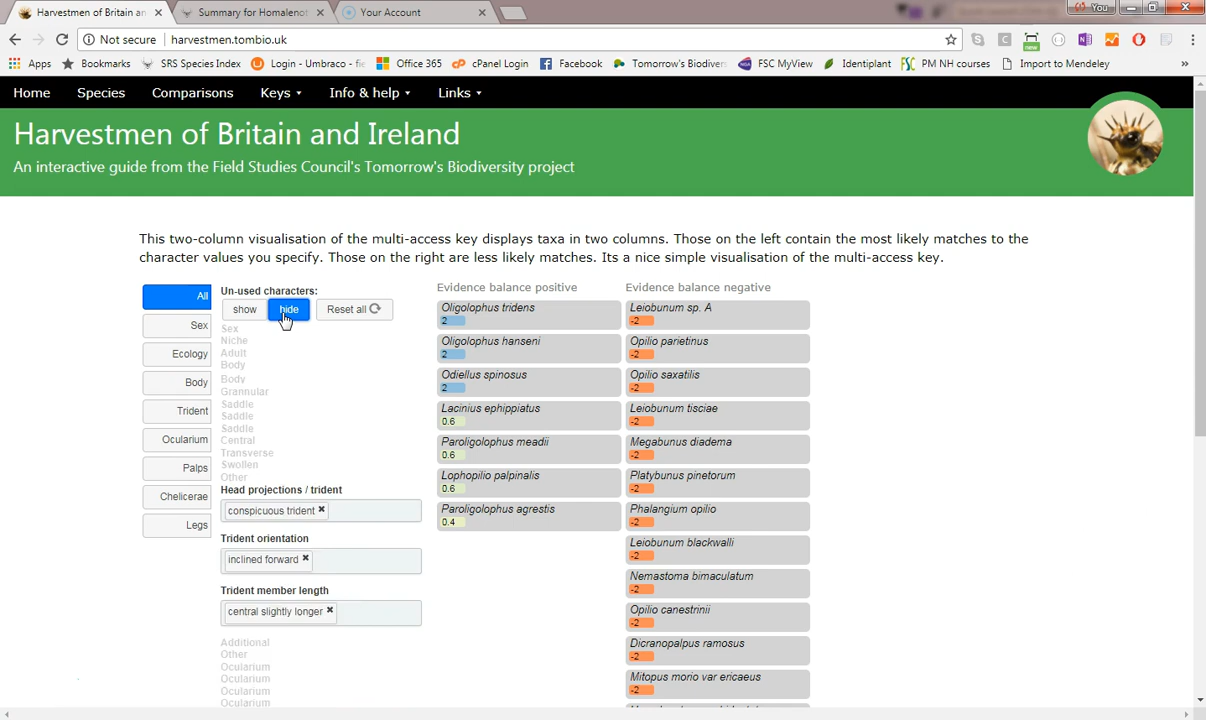 Harvestmen of Britain an
Summary for Homalenot
Your Account
You
Not secure
harvestmen.tombio.uk
new
Apps
Bookmarks
SRS Species Index
Login - Umbraco - fie
Office 365
cPanel Login
Facebook
Tomorrow's Biodivers
FSC MyView
Identiplant
PM NH courses
Import to Mendeley
»
Home
Species
Comparisons
Keys
Info & help
Links
Harvestmen of Britain and Ireland
An interactive guide from the Field Studies Council's Tomorrow's Biodiversity project
This two-column visualisation of the multi-access key displays taxa in two columns. Those on the left contain the most likely matches to the
character values you specify. Those on the right are less likely matches. Its a nice simple visualisation of the multi-access key.
All
Sex
Ecology
Body
Trident
Ocularium
Palps
Chelicerae
Legs
Un-used characters:
show
hide
Reset all
Sex
Niche
Adult
Body
Body
Grannular
Saddle
Saddle
Saddle
Central
Transverse
Swollen
Other
Head projections / trident
conspicuous trident ×
Trident orientation
inclined forward ×
Trident member length
central slightly longer ×
Additional
Other
Ocularium
Ocularium
Ocularium
Ocularium
Evidence balance positive
Oligolophus tridens
2
Oligolophus hanseni
2
Odiellus spinosus
2
Lacinius ephippiatus
0.6
Paroligolophus meadii
0.6
Lophopilio palpinalis
0.6
Paroligolophus agrestis
0.4
Evidence balance negative
Leiobunum sp. A
-2
Opilio parietinus
-2
Opilio saxatilis
-2
Leiobunum tisciae
-2
Megabunus diadema
-2
Platybunus pinetorum
-2
Phalangium opilio
-2
Leiobunum blackwalli
-2
Nemastoma bimaculatum
-2
Opilio canestrinii
-2
Dicranopalpus ramosus
-2
Mitopus morio var ericaeus
-2